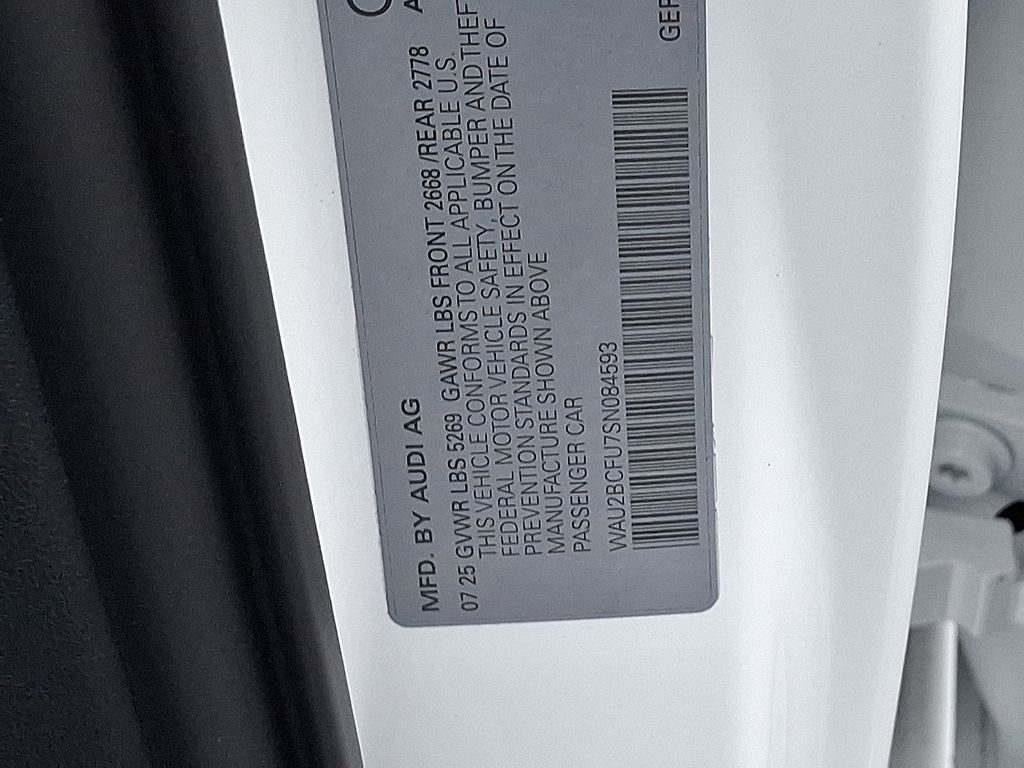 MFD. BY AUDI AG
07 25 GVWR LBS 5269 GAWR LBS FRONT 2668 /REAR 2778 A
THIS VEHICLE CONFORMS TO ALL APPLICABLE U.S.
FEDERAL MOTOR VEHICLE SAFETY, BUMPER AND THEF
PREVENTION STANDARDS IN EFFECT ON THE DATE OF
MANUFACTURE SHOWN ABOVE
PASSENGER CAR
WAU2BCFU7SN084593
GER